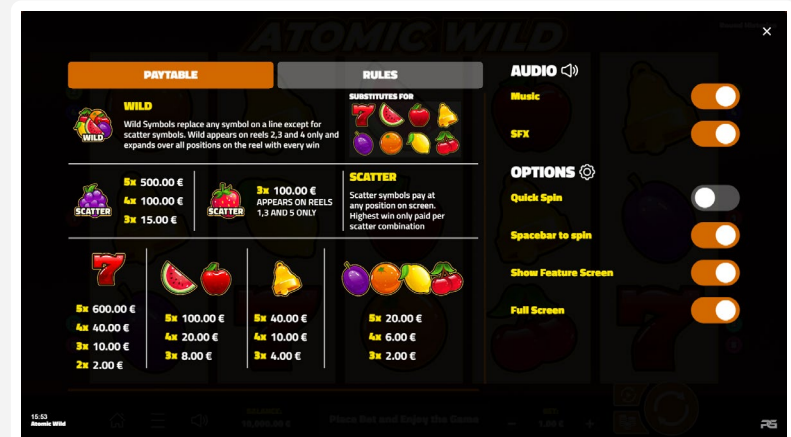 ATOMIC WILD
PAYTABLE
RULES
WILD
Wild Symbols replace any symbol on a line except for
scatter symbols. Wild appears on reels 2,3 and 4 only and
expands over all positions on the reel with every win
WILD
SUBSTITUTES FOR
5x 500.00 €
4x 100.00 €
3x 15.00 €
SCATTER
3x 100.00 €
APPEARS ON REELS
1,3 AND 5 ONLY
SCATTER
SCATTER
Scatter symbols pay at
any position on screen.
Highest win only paid per
scatter combination
5x 600.00 €
4x 40.00 €
3x 10.00 €
2x 2.00 €
5x 100.00 €
4x 20.00 €
3x 8.00 €
5x 40.00 €
4x 10.00 €
3x 4.00 €
5x 20.00 €
4x 6.00 €
3x 2.00 €
AUDIO
Music
SFX
OPTIONS
Quick Spin
Spacebar to spin
Show Feature Screen
Full Screen
15:53
Atomic Wild
BALANCE:
10,000.00 €
Place Bet and Enjoy the Game
BET:
1.00 €